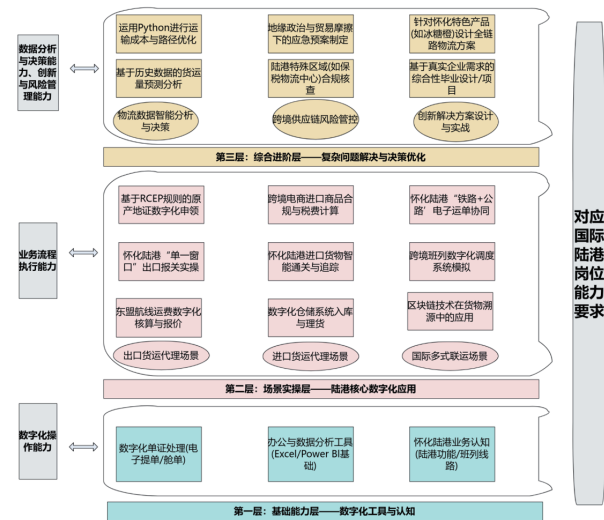 运用Python进行运
输成本与路径优化
地缘政治与贸易摩擦
下的应急预案制定
针对怀化特色产品
(如冰糖橙)设计全链
路物流方案
数据分析
与决策能
力、创新
与风险管
理能力
基于历史数据的货运
量预测分析
陆港特殊区域(如保
税物流中心)合规核
查
基于真实企业需求的
综合性毕业设计/项
目
物流数据智能分析
与决策
跨境供应链风险管控
创新解决方案设计
与实战
第三层：综合进阶层——复杂问题解决与决策优化
基于RCEP规则的原
产地证数字化申领
跨境电商进口商品合
规与税费计算
怀化陆港“铁路+公
路’电子运单协同
业务流程
执行能力
怀化陆港“单一窗
口”出口报关实操
怀化陆港进口货物智
能通关与追踪
跨境班列数字化调度
系统模拟
东盟航线运费数字化
核算与报价
数字化仓储系统入库
与理货
区块链技术在货物溯
源中的应用
出口货运代理场景
进口货运代理场景
国际多式联运场景
第二层：场景实操层——陆港核心数字化应用
数字化操
作能力
数字化单证处理(电
子提单/舱单)
办公与数据分析工具
(Excel/Power BI基
础)
怀化陆港业务认知
(陆港功能/班列线
路)
第一层：基础能力层——数字化工具与认知
对应
国际
陆港
岗位
能力
要求